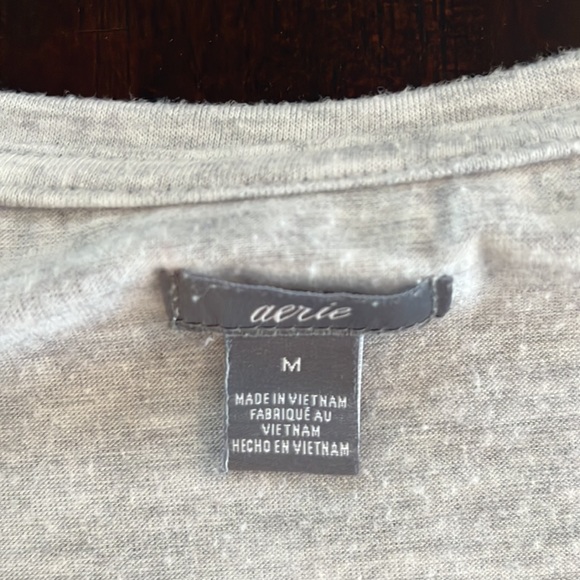 aerie
M
MADE IN VIETNAM
FABRIQUÉ AU
VIETNAM
HECHO EN VIETNAM